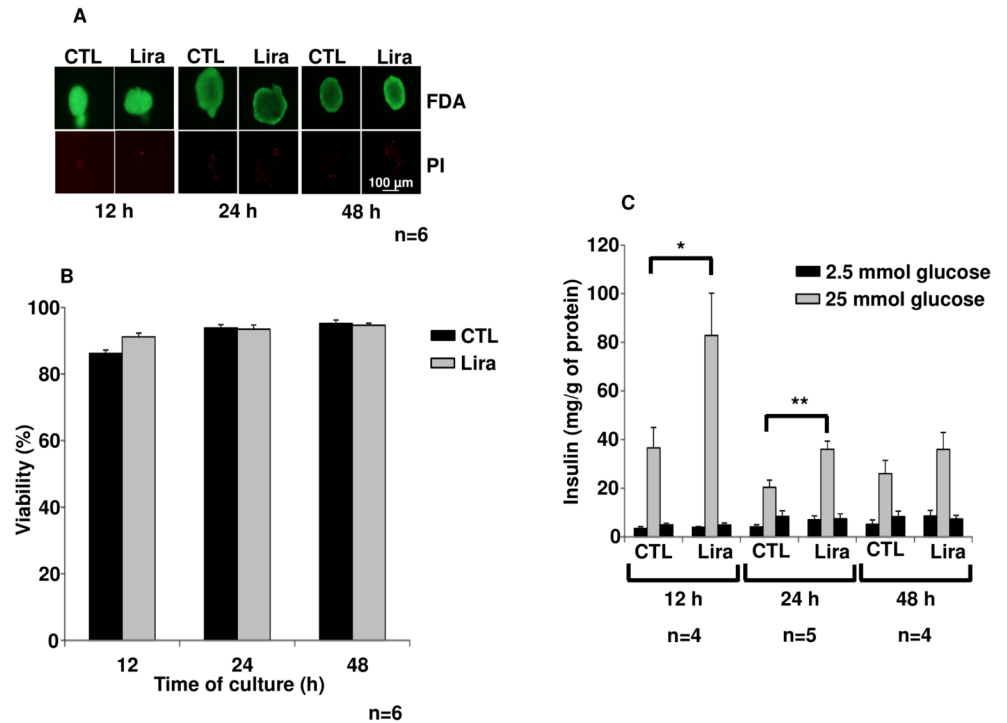 A
CTL Lira CTL Lira CTL Lira
FDA
PI
100 µm
12 h 24 h 48 h
n=6
B
100
80
60
40
20
0
Viability (%)
CTL
Lira
12 24 48
Time of culture (h)
n=6
C
120
100
80
60
40
20
0
Insulin (mg/g of protein)
2.5 mmol glucose
25 mmol glucose
*
**
CTL Lira CTL Lira CTL Lira
12 h 24 h 48 h
n=4 n=5 n=4